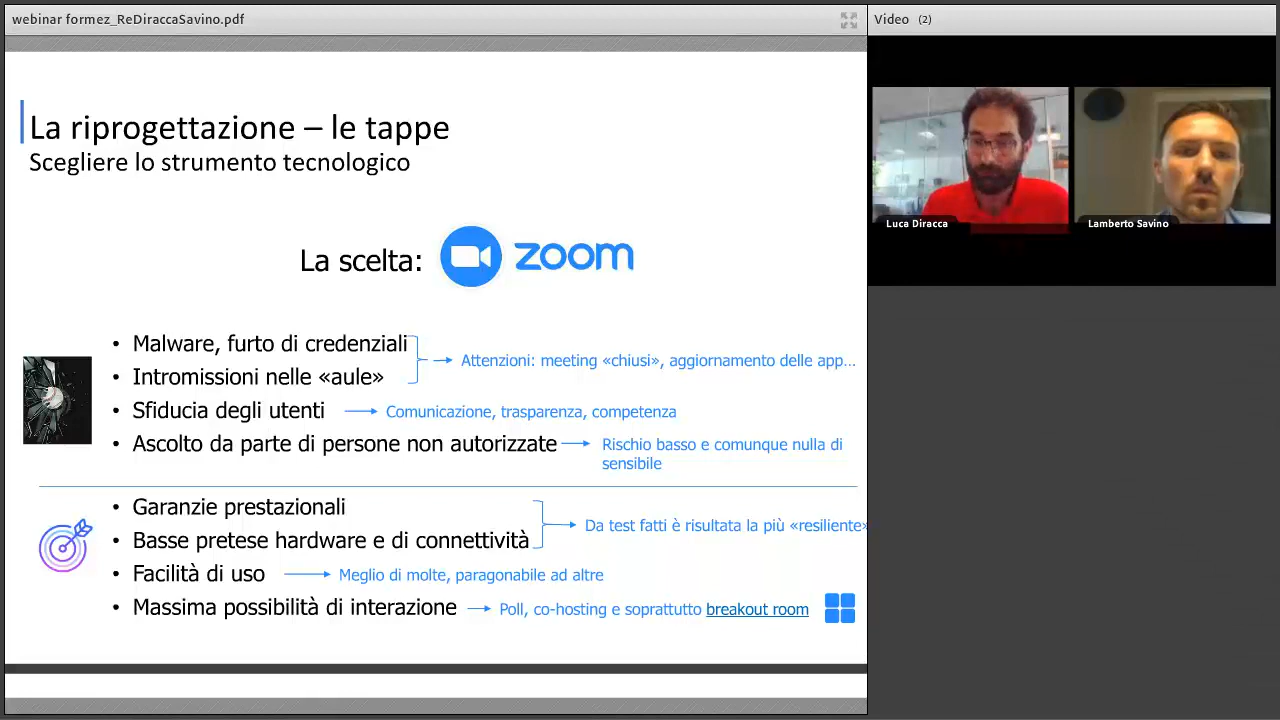 webinar formez_ReDiraccaSavino.pdf
Video (2)
La riprogettazione – le tappe
Scegliere lo strumento tecnologico
La scelta: zoom
• Malware, furto di credenziali
• Intromissioni nelle «aule»
Attenzioni: meeting «chiusi», aggiornamento delle app...
• Sfiducia degli utenti
Comunicazione, trasparenza, competenza
• Ascolto da parte di persone non autorizzate
Rischio basso e comunque nulla di
sensibile
• Garanzie prestazionali
• Basse pretese hardware e di connettività
Da test fatti è risultata la più «resiliente»
• Facilità di uso
Meglio di molte, paragonabile ad altre
• Massima possibilità di interazione
Poll, co-hosting e soprattutto breakout room
Luca Diracca
Lamberto Savino